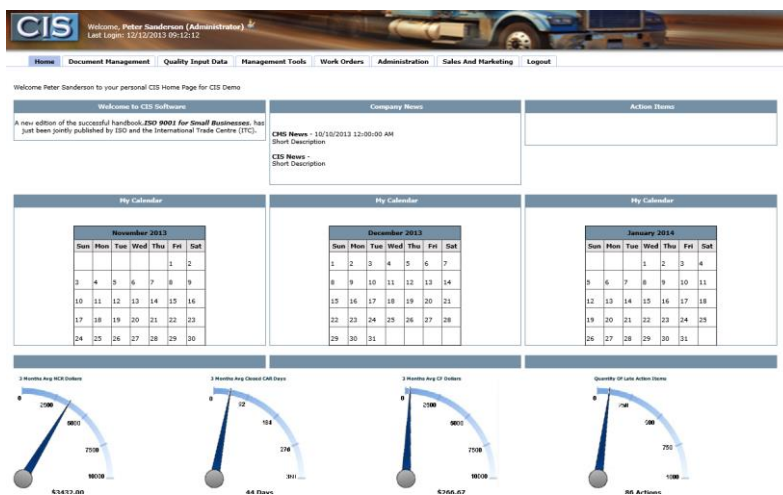 CIS
Welcome, Peter Sanderson (Administrator)
Last Login: 12/12/2013 09:12:12
Home Document Management Quality Input Data Management Tools Work Orders Administration Sales And Marketing Logout
Welcome Peter Sanderson to your personal CIS Home Page for CIS Demo
Welcome to CIS Software
A new edition of the successful handbook,ISO 9001 for Small Businesses. has
just been jointly published by ISO and the International Trade Centre (ITC).
Company News
CMS News - 10/10/2013 12:00:00 AM
Short Description
CIS News -
Short Description
Action Items
My Calendar
November 2013
Sun Mon Tue Wed Thu Fri Sat
1 2
3 4 5 6 7 8 9
10 11 12 13 14 15 16
17 18 19 20 21 22 23
24 25 26 27 28 29 30
My Calendar
December 2013
Sun Mon Tue Wed Thu Fri Sat
1 2 3 4 5 6 7
8 9 10 11 12 13 14
15 16 17 18 19 20 21
22 23 24 25 26 27 28
29 30 31
My Calendar
January 2014
Sun Mon Tue Wed Thu Fri Sat
1 2 3 4
5 6 7 8 9 10 11
12 13 14 15 16 17 18
19 20 21 22 23 24 25
26 27 28 29 30 31
3 Months Avg NCR Dollars
0
2500
5000
7500
10000
$3432.00
3 Months Avg Closed CAR Days
0
92
184
276
44 Days
3 Months Avg CF Dollars
0
2500
5000
7500
10000
$266.67
Quantity Of Late Action Items
0
250
500
750
1000
86 Actions